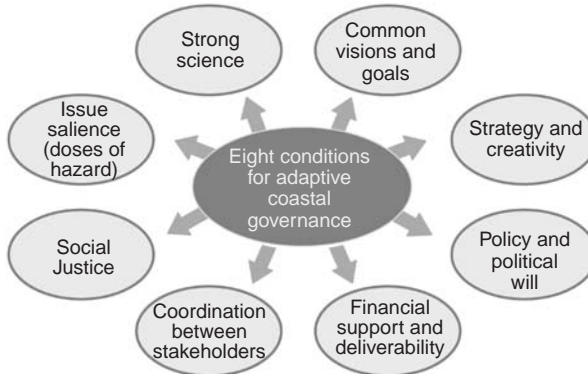 Strong
science
Common
visions and
goals
Issue
salience
(doses of
hazard)
Eight conditions
for adaptive
coastal
governance
Strategy and
creativity
Social
Justice
Policy and
political
will
Coordination
between
stakeholders
Financial
support and
deliverability